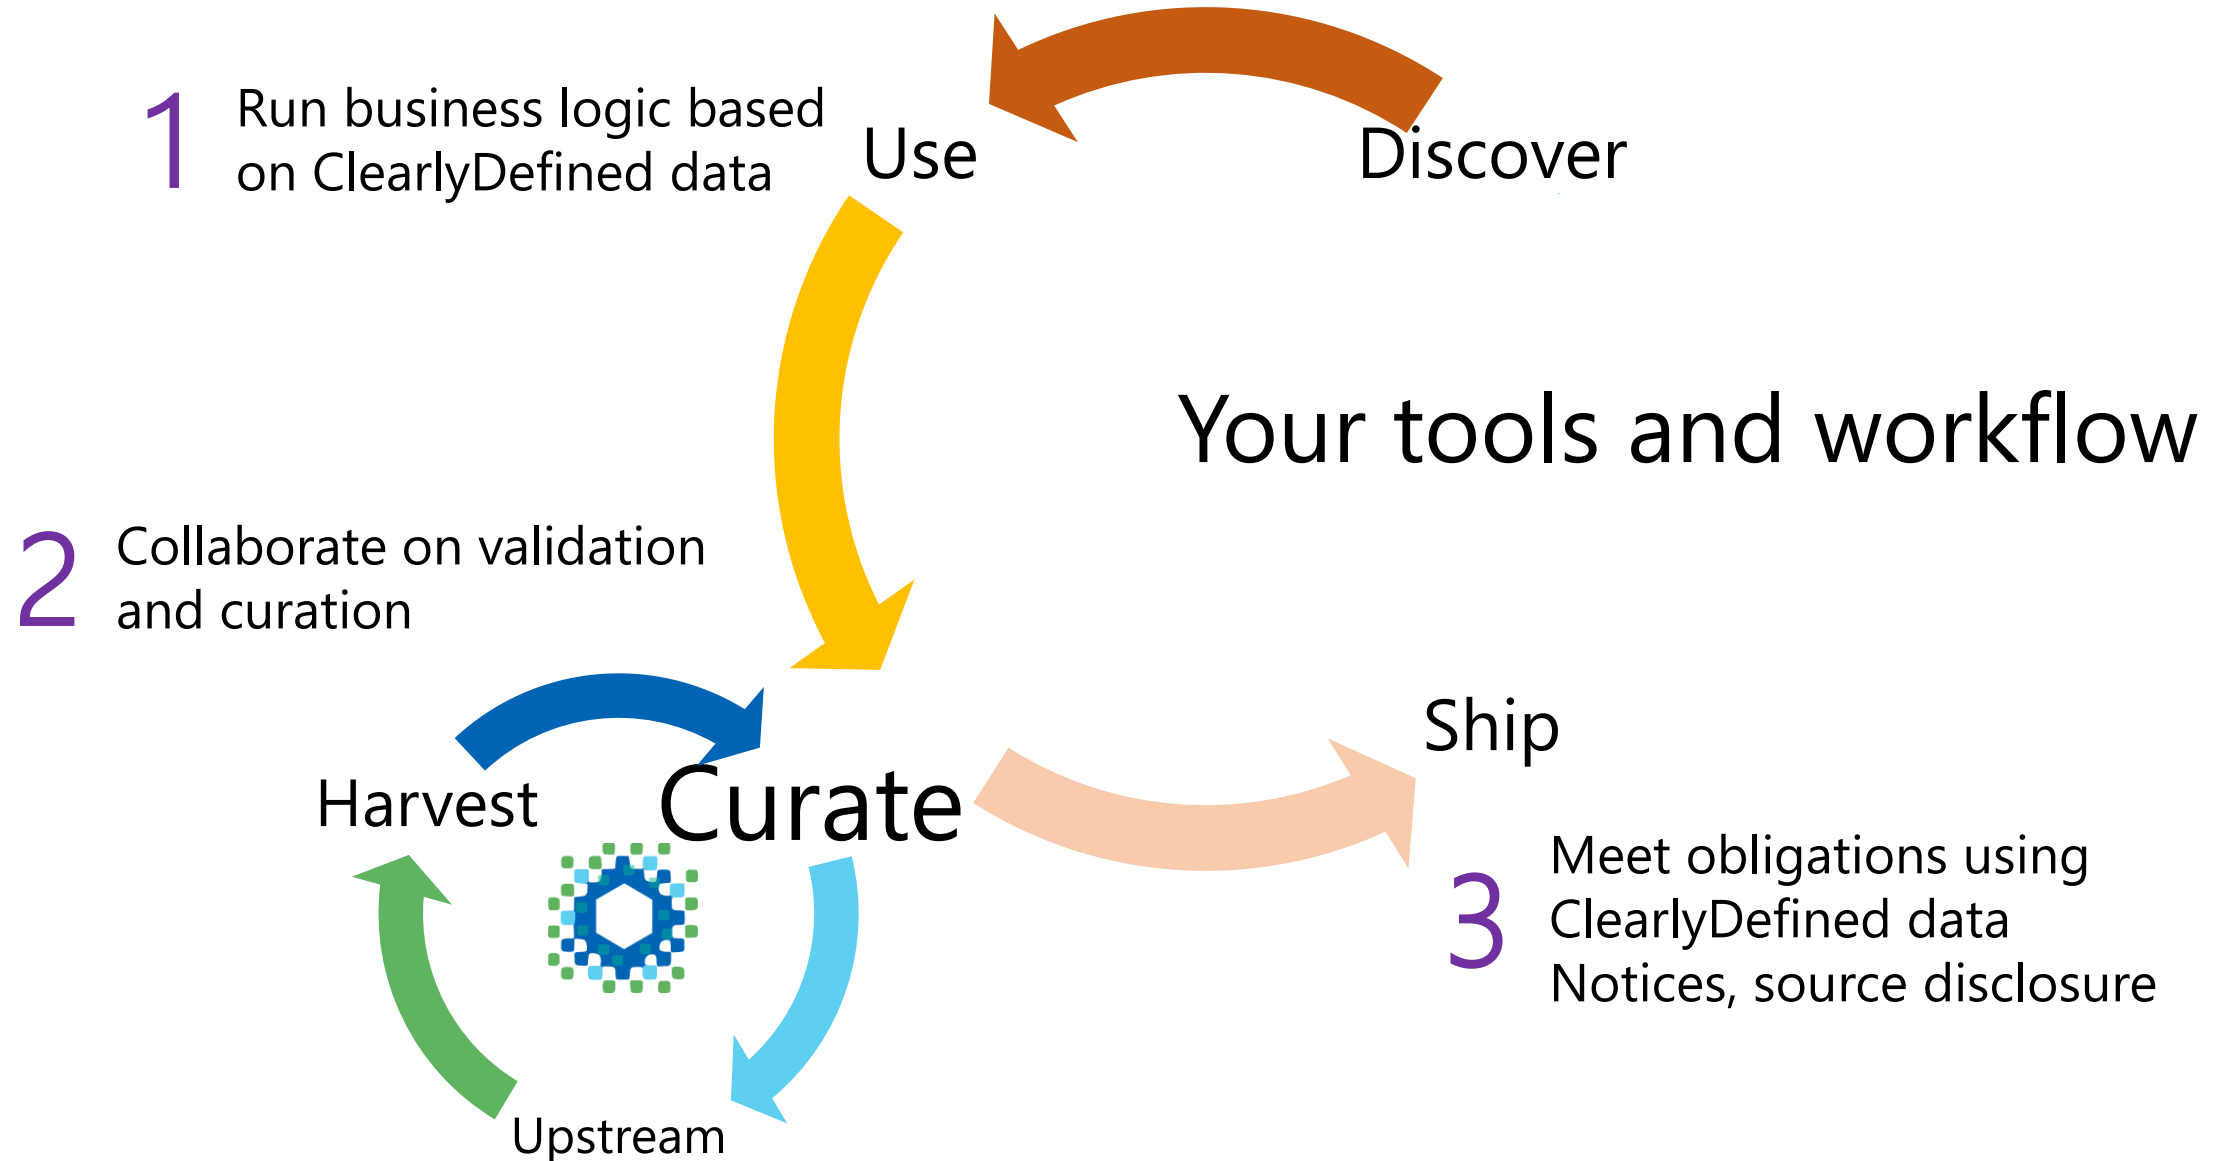 1
Run business logic based
on ClearlyDefined data
Use
Discover
Your tools and workflow
2
Collaborate on validation
and curation
Harvest
Curate
Upstream
Ship
3
Meet obligations using
ClearlyDefined data
Notices, source disclosure